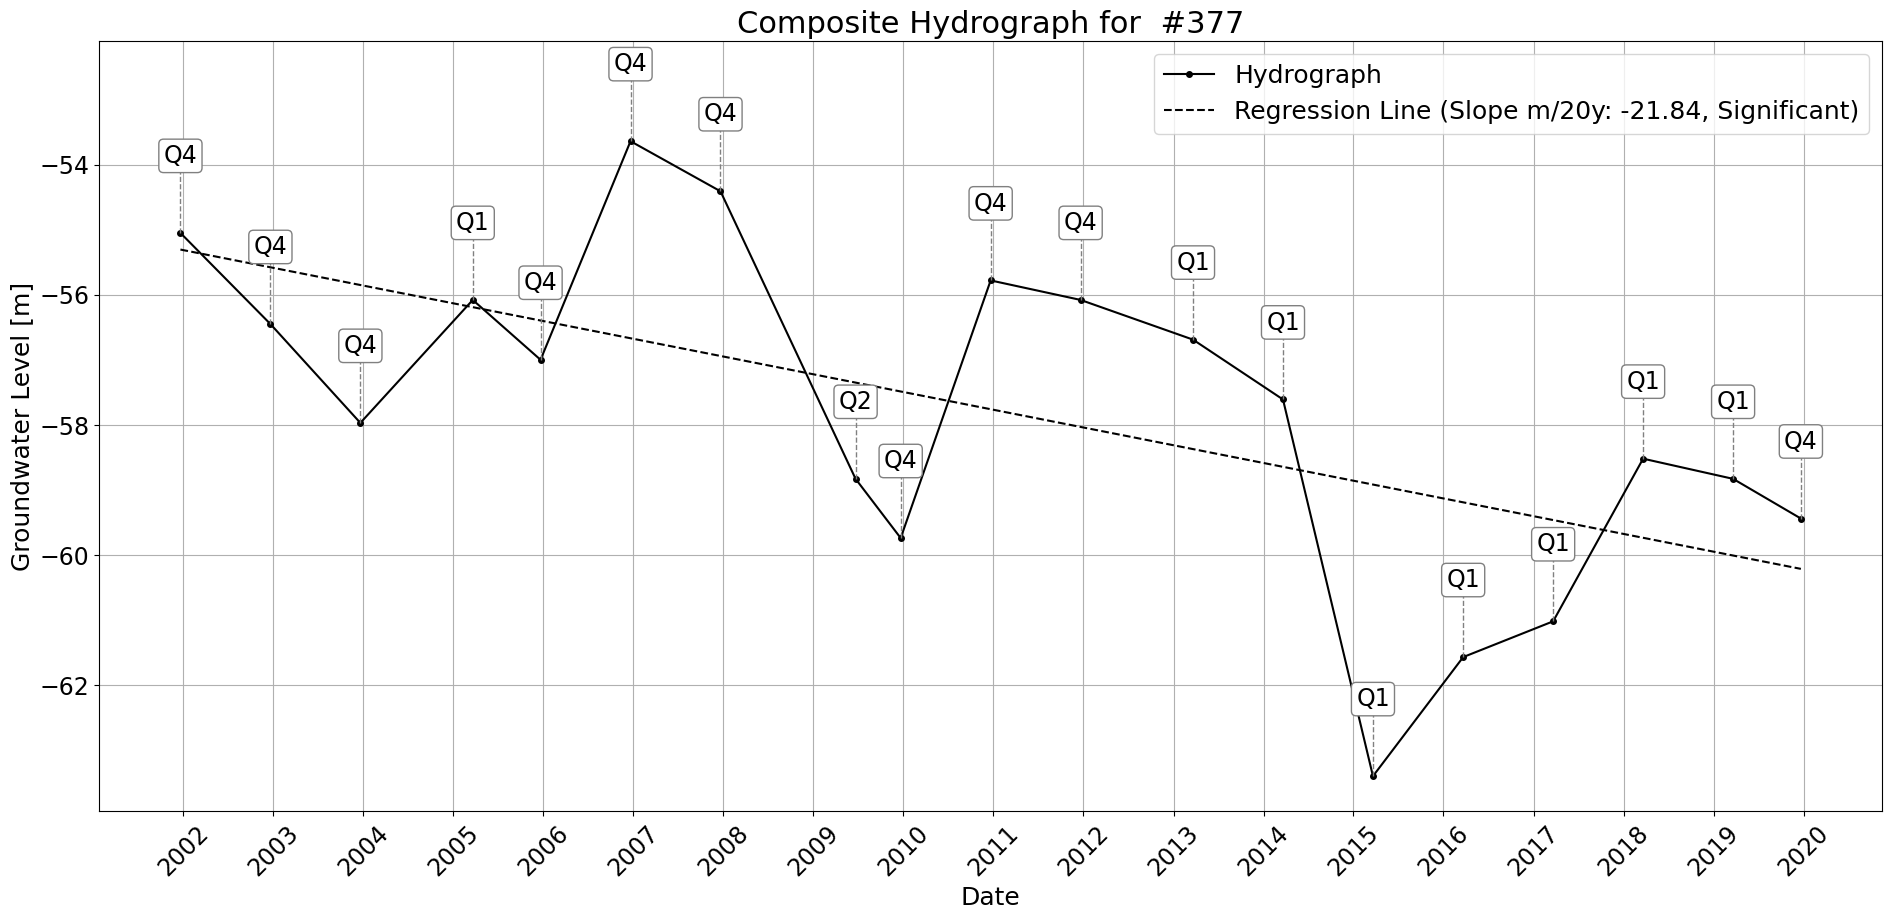 Composite Hydrograph for  #377
Hydrograph
Regression Line (Slope m/20y: -21.84, Significant)
Q4
Q4
Q4
Q1
Q4
Q4
Q4
Q2
Q4
Q4
Q4
Q1
Q1
Q1
Q1
Q1
Q1
Q1
Q4
Groundwater Level [m]
−54
−56
−58
−60
−62
2002
2003
2004
2005
2006
2007
2008
2009
2010
2011
2012
2013
2014
2015
2016
2017
2018
2019
2020
Date